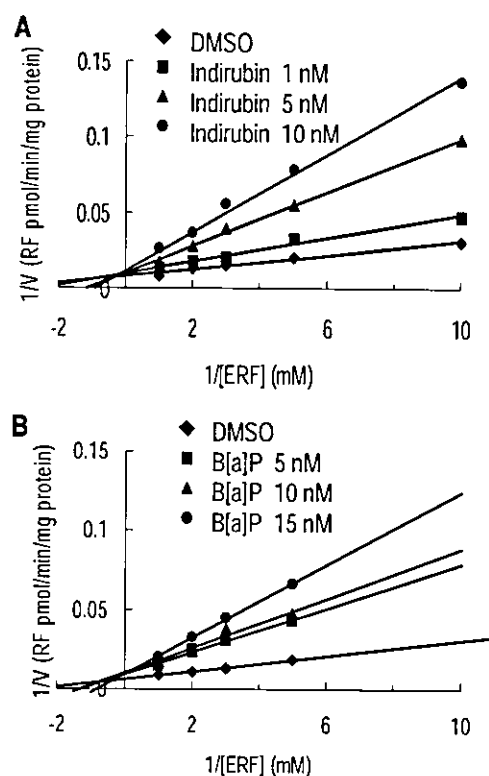 A
DMSO
Indirubin 1 nM
Indirubin 5 nM
Indirubin 10 nM
1/V (RF pmol/min/mg protein)
0.15
0.1
0.05
0
-2
2
6
10
1/[ERF] (mM)
B
DMSO
B[a]P 5 nM
B[a]P 10 nM
B[a]P 15 nM
1/V (RF pmol/min/mg protein)
0.15
0.1
0.05
0
-2
2
6
10
1/[ERF] (mM)